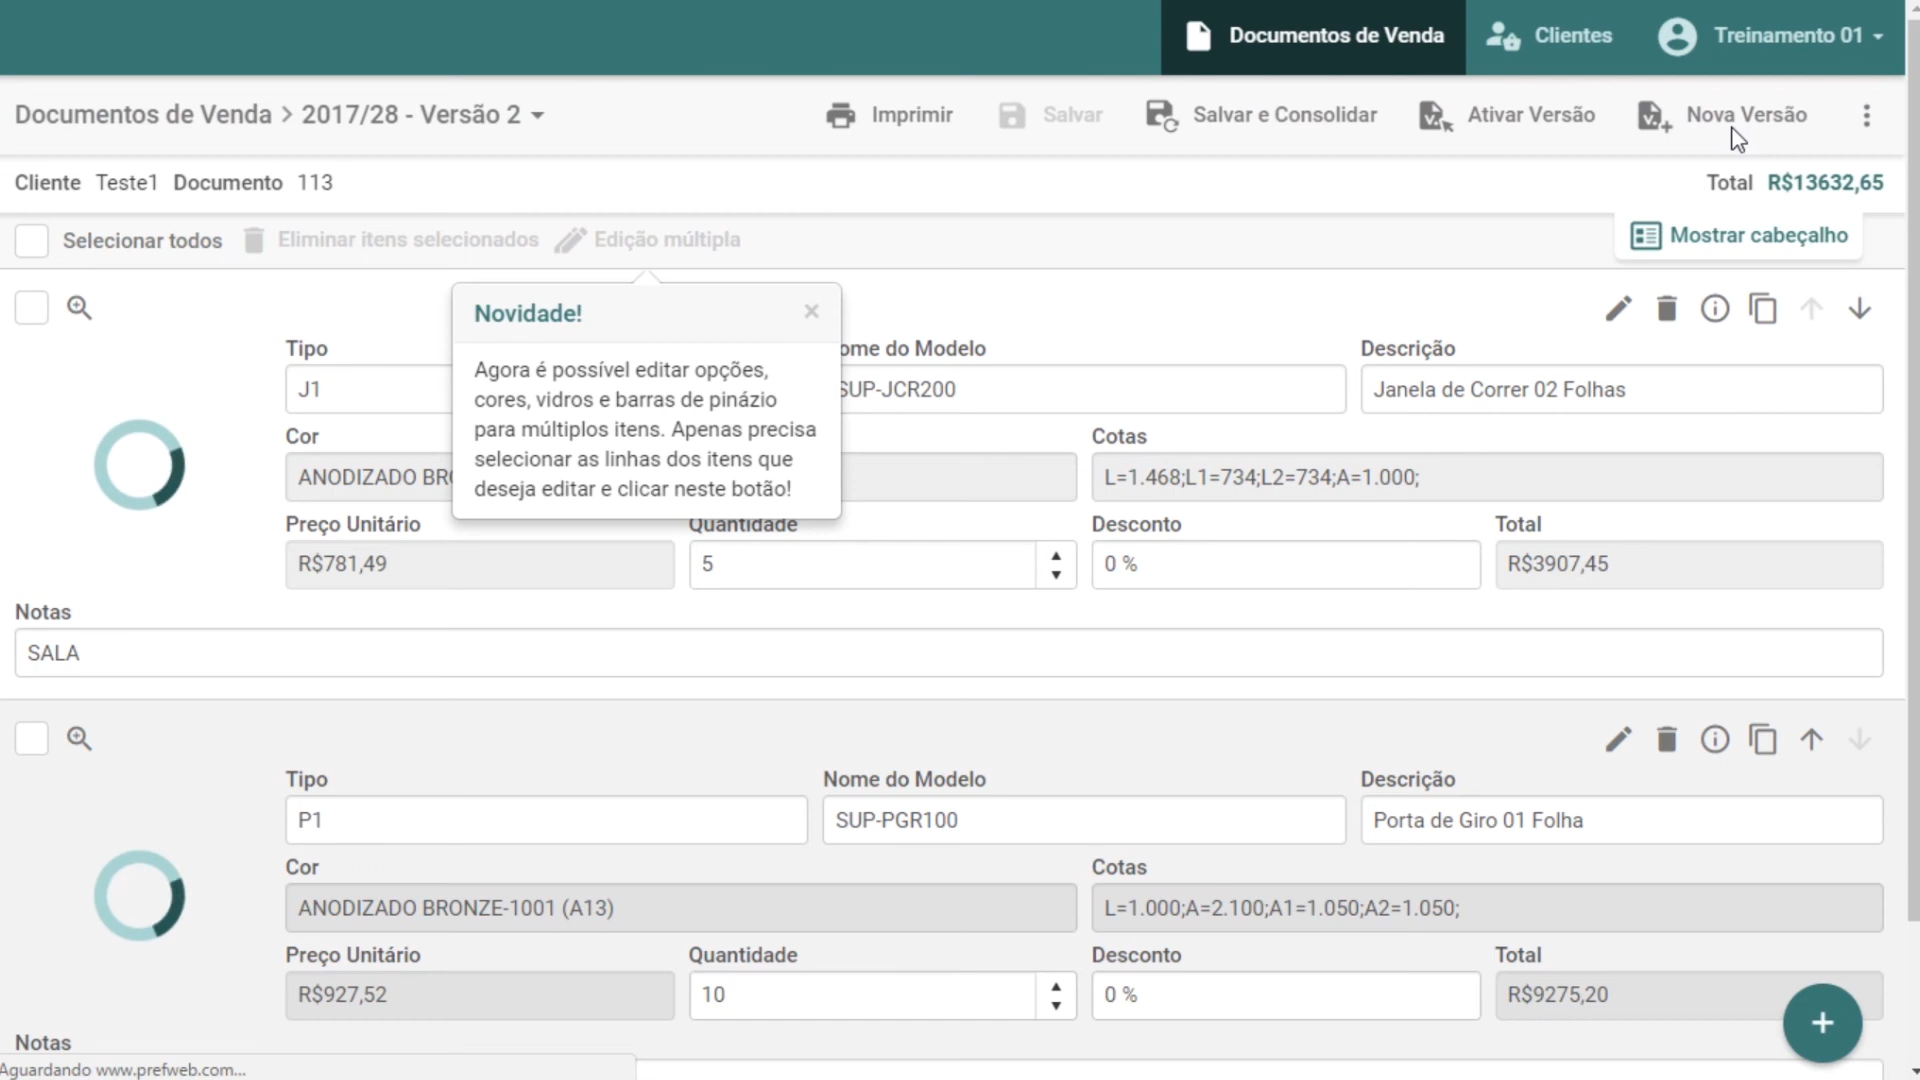 Documentos de Venda
Clientes
Treinamento 01
Documentos de Venda > 2017/28 - Versão 2
Imprimir
Salvar
Salvar e Consolidar
Ativar Versão
Nova Versão
Cliente Teste1 Documento 113
Total R$13632,65
Selecionar todos
Eliminar itens selecionados
Edição múltipla
Mostrar cabeçalho
Novidade!
Agora é possível editar opções,
cores, vidros e barras de pinázio
para múltiplos itens. Apenas precisa
selecionar as linhas dos itens que
deseja editar e clicar neste botão!
Tipo
ome do Modelo
Descrição
J1
SUP-JCR200
Janela de Correr 02 Folhas
Cor
Cotas
ANODIZADO BRO
L=1.468;L1=734;L2=734;A=1.000;
Preço Unitário
Quantidade
Desconto
Total
R$781,49
5
0 %
R$3907,45
Notas
SALA
Tipo
Nome do Modelo
Descrição
P1
SUP-PGR100
Porta de Giro 01 Folha
Cor
Cotas
ANODIZADO BRONZE-1001 (A13)
L=1.000;A=2.100;A1=1.050;A2=1.050;
Preço Unitário
Quantidade
Desconto
Total
R$927,52
10
0 %
R$9275,20
Notas
Aguardando www.prefweb.com...